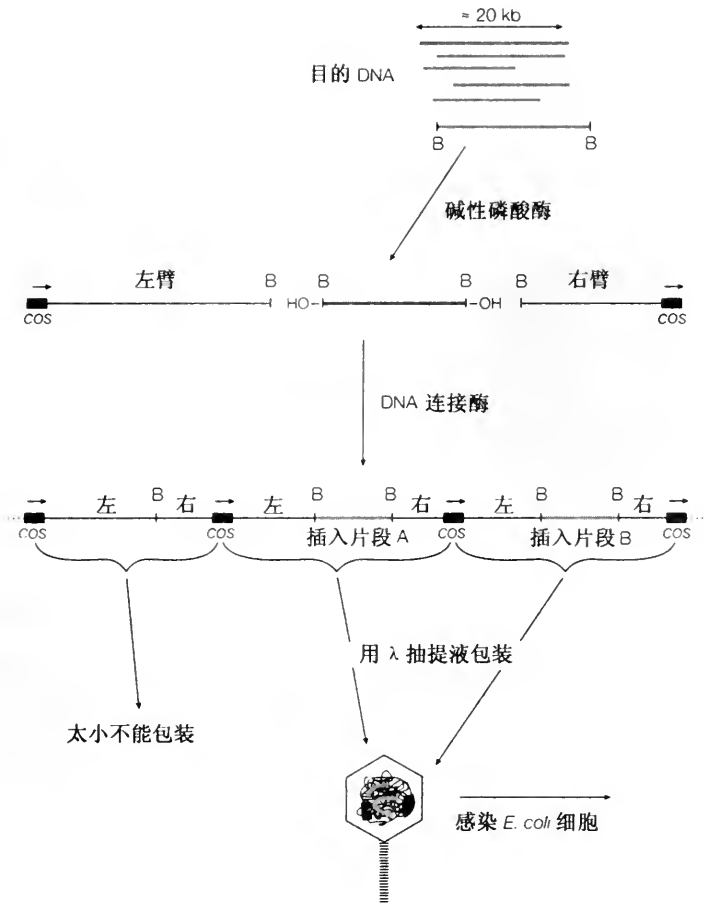 ≈ 20 kb
目的 DNA
B B
碱性磷酸酶
左臂 B B B B 右臂
HO- -OH
cos cos
DNA 连接酶
左 B 右 左 B B 右 左 B B 右
cos cos 插入片段 A cos 插入片段 B cos
用 λ 抽提液包装
太小不能包装
感染 E. coli 细胞